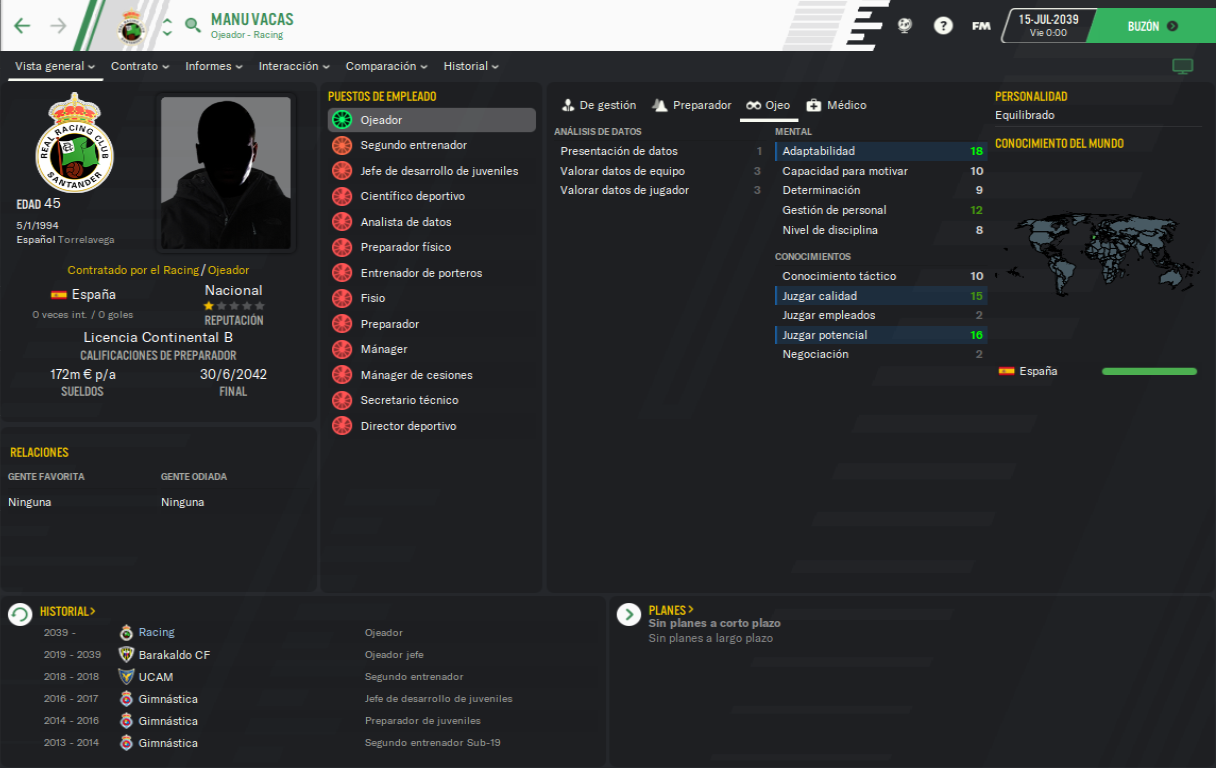 MANU VACAS
Ojeador - Racing
FM
15-JUL-2039
Vie 0:00
BUZÓN
Vista general
Contrato
Informes
Interacción
Comparación
Historial
REAL RACING CLUB
SANTANDER
EDAD 45
5/1/1994
Español Torrelavega
Contratado por el Racing / Ojeador
España
0 veces int. / 0 goles
Nacional
REPUTACIÓN
Licencia Continental B
CALIFICACIONES DE PREPARADOR
172m € p/a
SUELDOS
30/6/2042
FINAL
PUESTOS DE EMPLEADO
Ojeador
Segundo entrenador
Jefe de desarrollo de juveniles
Científico deportivo
Analista de datos
Preparador físico
Entrenador de porteros
Fisio
Preparador
Mánager
Mánager de cesiones
Secretario técnico
Director deportivo
De gestión
Preparador
Ojeo
Médico
ANÁLISIS DE DATOS
Presentación de datos 1
Valorar datos de equipo 3
Valorar datos de jugador 3
MENTAL
Adaptabilidad 18
Capacidad para motivar 10
Determinación 9
Gestión de personal 12
Nivel de disciplina 8
CONOCIMIENTOS
Conocimiento táctico 10
Juzgar calidad 15
Juzgar empleados 2
Juzgar potencial 16
Negociación 2
PERSONALIDAD
Equilibrado
CONOCIMIENTO DEL MUNDO
España
RELACIONES
GENTE FAVORITA
Ninguna
GENTE ODIADA
Ninguna
HISTORIAL >
2039 - Racing Ojeador
2019 - 2039 Barakaldo CF Ojeador jefe
2018 - 2018 UCAM Segundo entrenador
2016 - 2017 Gimnástica Jefe de desarrollo de juveniles
2014 - 2016 Gimnástica Preparador de juveniles
2013 - 2014 Gimnástica Segundo entrenador Sub-19
PLANES >
Sin planes a corto plazo
Sin planes a largo plazo